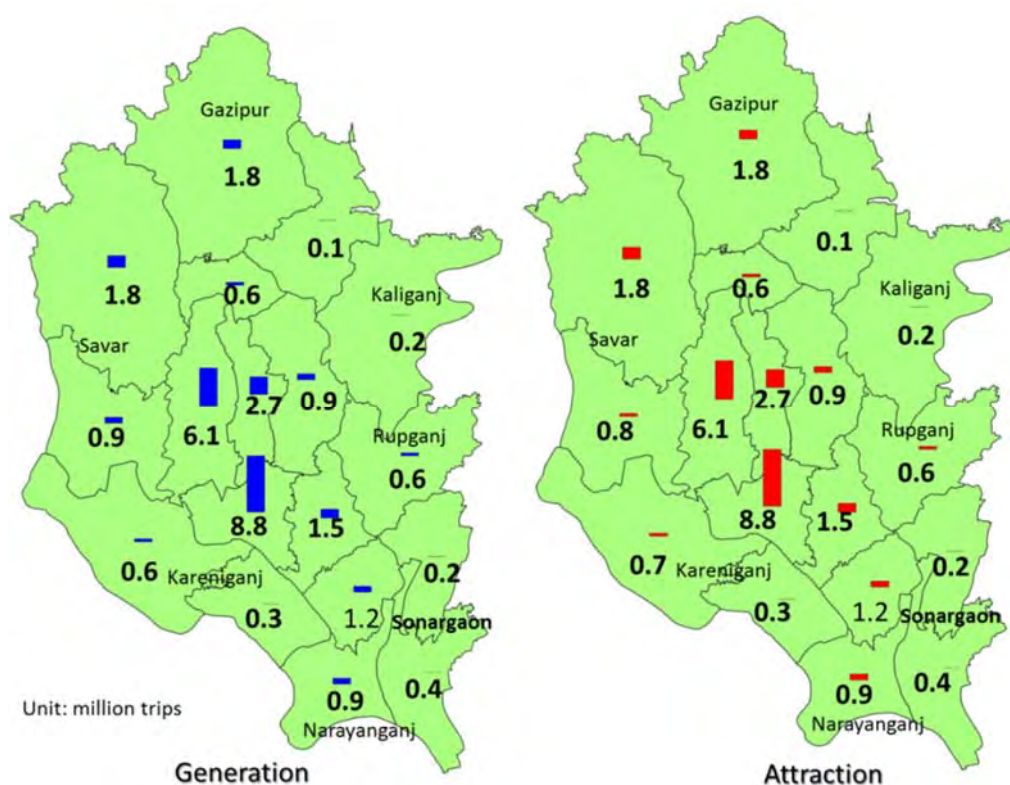 Gazipur
1.8
0.1
1.8
0.6
Kaliganj
0.2
Savar
2.7
0.9
6.1
0.9
Rupganj
0.6
8.8
1.5
0.6
Kareniganj
0.2
0.3
1.2
Sonargaon
0.9
0.4
Unit: million trips
Narayanganj
Generation
Gazipur
1.8
0.1
1.8
0.6
Kaliganj
0.2
Savar
2.7
0.9
0.8
6.1
Rupganj
0.6
8.8
1.5
0.7
Kareniganj
0.2
0.3
1.2
Sonargaon
0.9
0.4
Narayanganj
Attraction